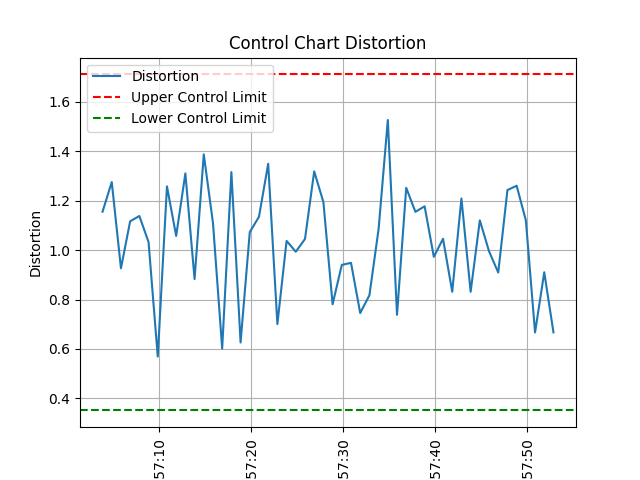 Control Chart Distortion
Distortion
Upper Control Limit
Lower Control Limit
Distortion
1.6
1.4
1.2
1.0
0.8
0.6
0.4
57:10
57:20
57:30
57:40
57:50